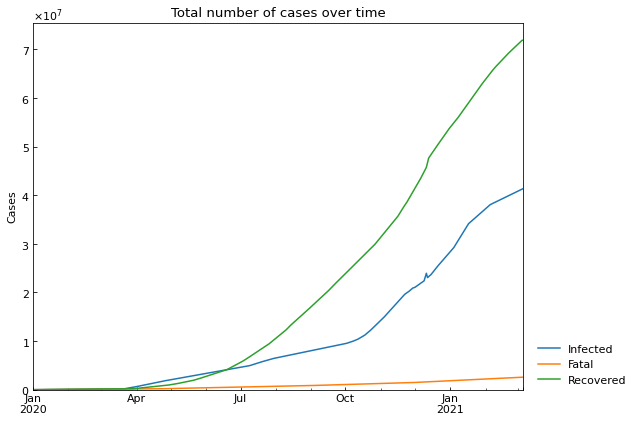 Total number of cases over time
×10⁷
7
6
5
4
3
2
1
0
Cases
Jan Apr Jul Oct Jan
2020 2021
Infected
Fatal
Recovered